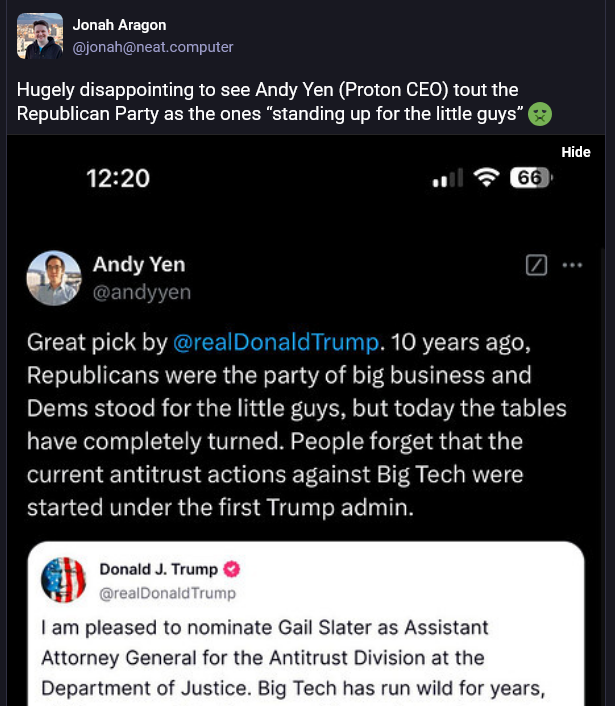 Jonah Aragon
@jonah@neat.computer
Hugely disappointing to see Andy Yen (Proton CEO) tout the
Republican Party as the ones “standing up for the little guys”
Hide
12:20
66
Andy Yen
@andyyen
Great pick by @realDonaldTrump. 10 years ago,
Republicans were the party of big business and
Dems stood for the little guys, but today the tables
have completely turned. People forget that the
current antitrust actions against Big Tech were
started under the first Trump admin.
Donald J. Trump
@realDonaldTrump
I am pleased to nominate Gail Slater as Assistant
Attorney General for the Antitrust Division at the
Department of Justice. Big Tech has run wild for years,